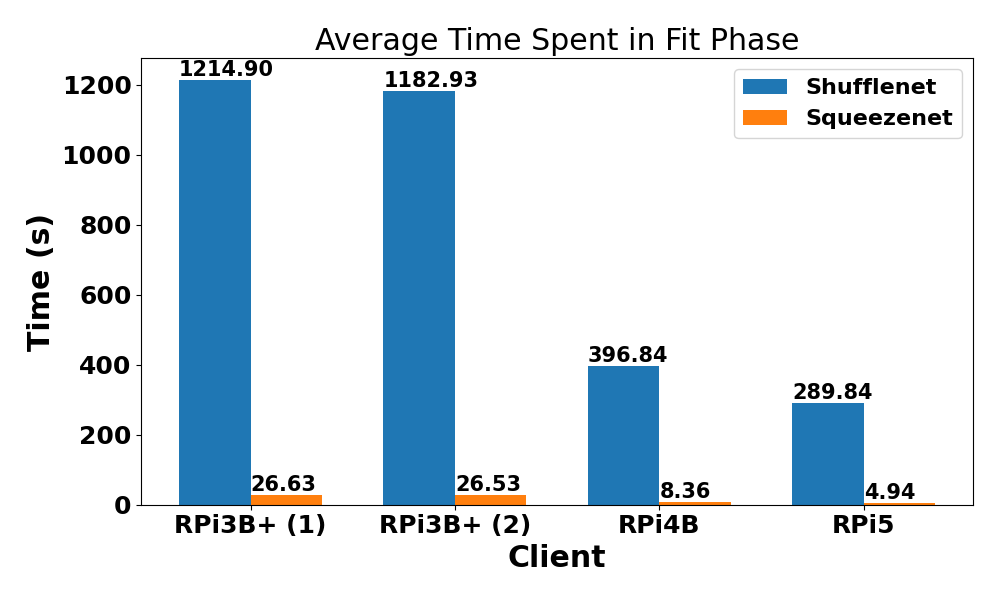 Average Time Spent in Fit Phase
1214.90
1182.93
Shufflenet
Squeezenet
1200
1000
800
600
400
200
0
Time (s)
396.84
289.84
26.63
26.53
8.36
4.94
RPi3B+ (1)
RPi3B+ (2)
RPi4B
RPi5
Client